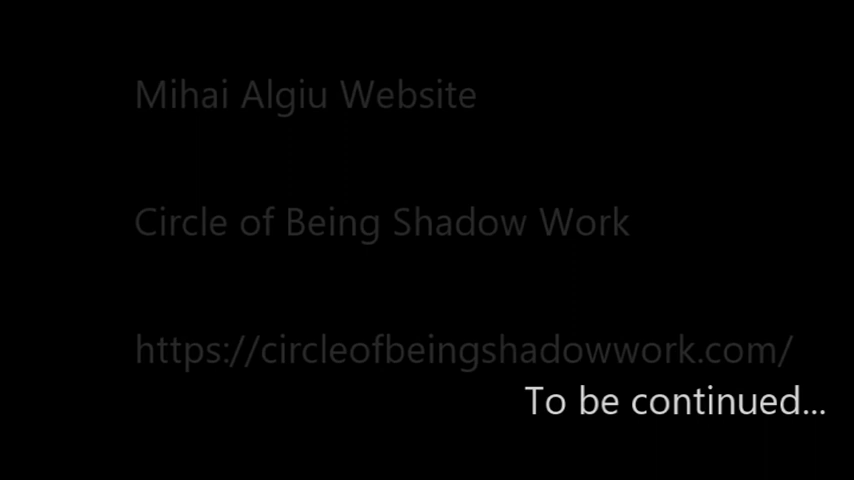 Mihai Algiu Website
Circle of Being Shadow Work
https://circleofbeingshadowwork.com/
To be continued...